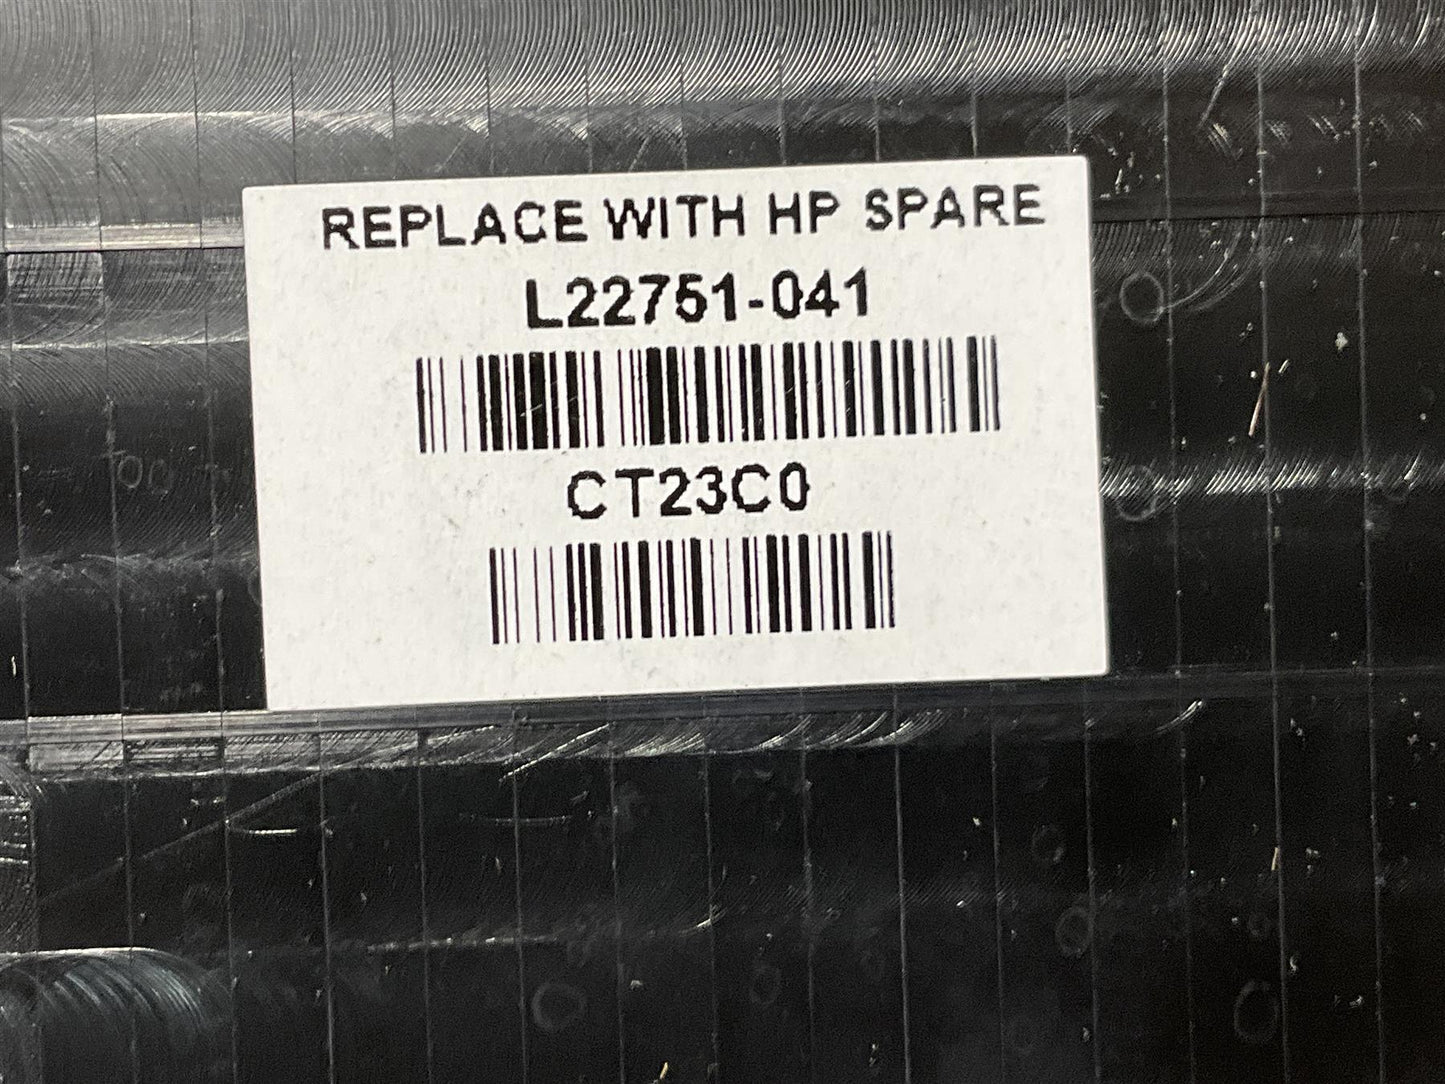 REPLACE WITH HP SPARE
L22751-041
CT23C0